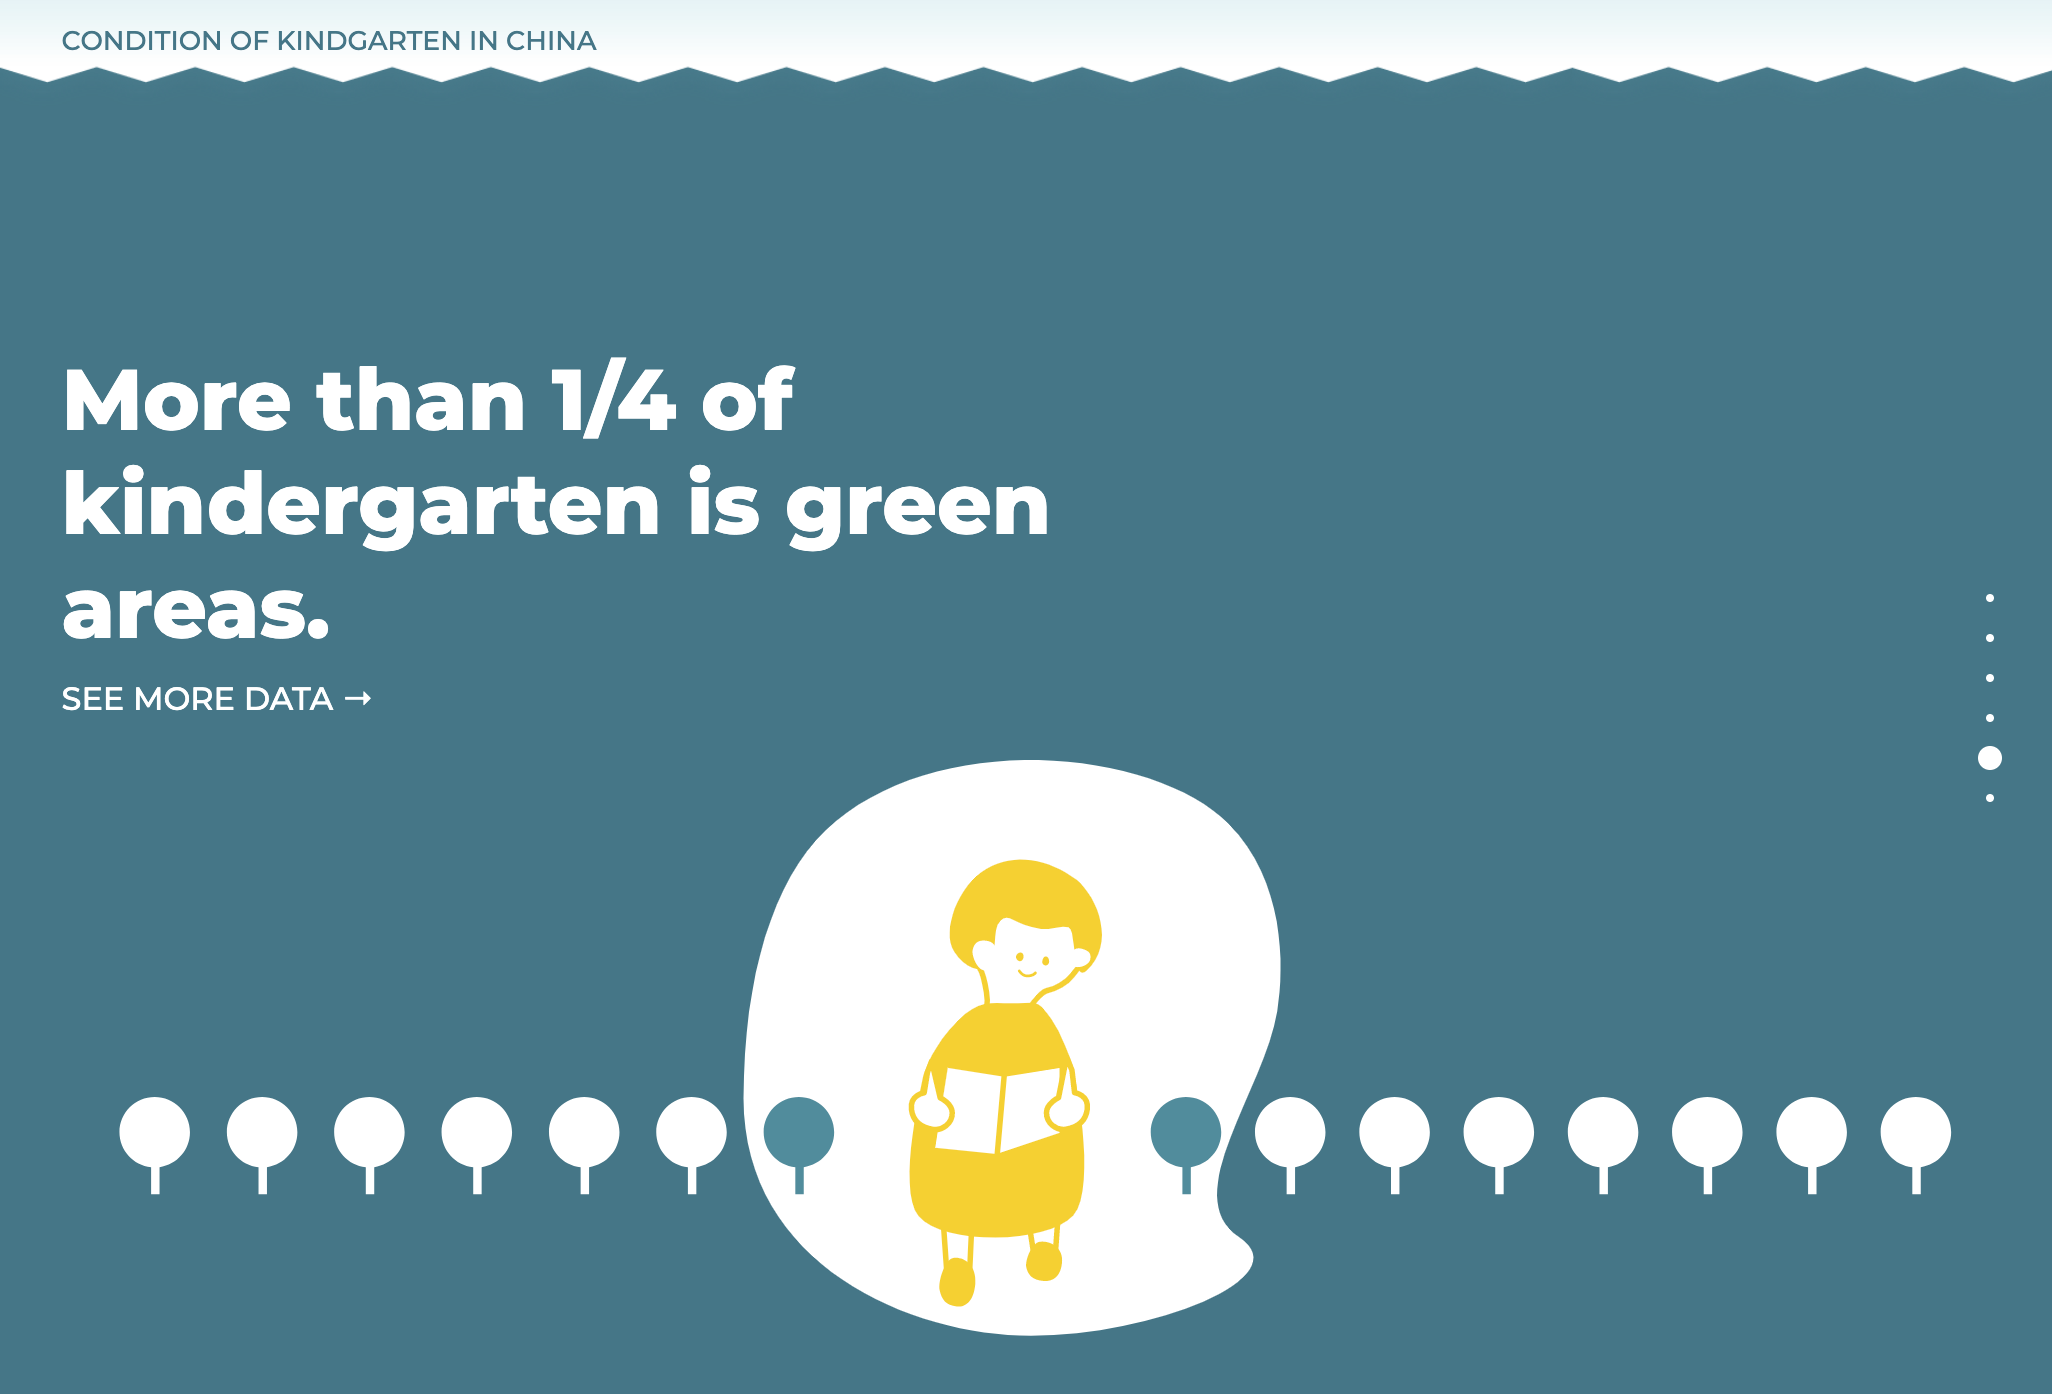 CONDITION OF KINDGARTEN IN CHINA
More than 1/4 of
kindergarten is green
areas.
SEE MORE DATA →